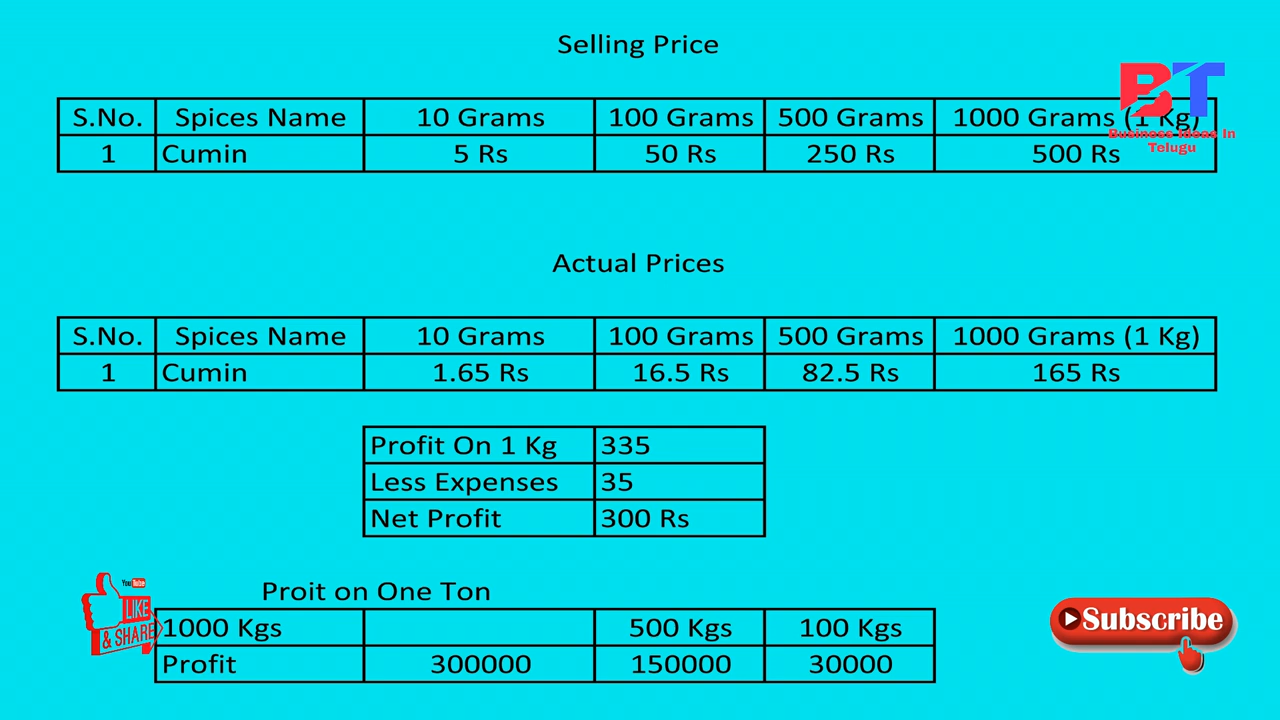 Selling Price
BT
Business Ideas In
Telugu
S.No. Spices Name 10 Grams 100 Grams 500 Grams 1000 Grams (1 Kg)
1 Cumin 5 Rs 50 Rs 250 Rs 500 Rs
Actual Prices
S.No. Spices Name 10 Grams 100 Grams 500 Grams 1000 Grams (1 Kg)
1 Cumin 1.65 Rs 16.5 Rs 82.5 Rs 165 Rs
Profit On 1 Kg 335
Less Expenses 35
Net Profit 300 Rs
YouTube
LIKE
& SHARE
Proit on One Ton
1000 Kgs 500 Kgs 100 Kgs
Profit 300000 150000 30000
Subscribe